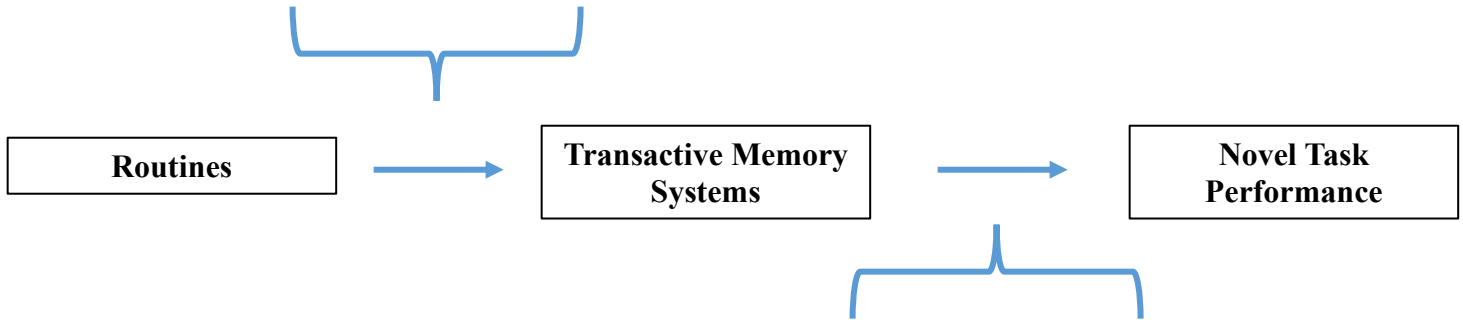 Routines
Transactive Memory
Systems
Novel Task
Performance